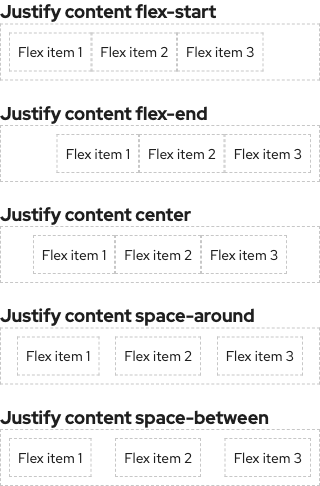 Justify content flex-start
Flex item 1 Flex item 2 Flex item 3
Justify content flex-end
Flex item 1 Flex item 2 Flex item 3
Justify content center
Flex item 1 Flex item 2 Flex item 3
Justify content space-around
Flex item 1 Flex item 2 Flex item 3
Justify content space-between
Flex item 1 Flex item 2 Flex item 3